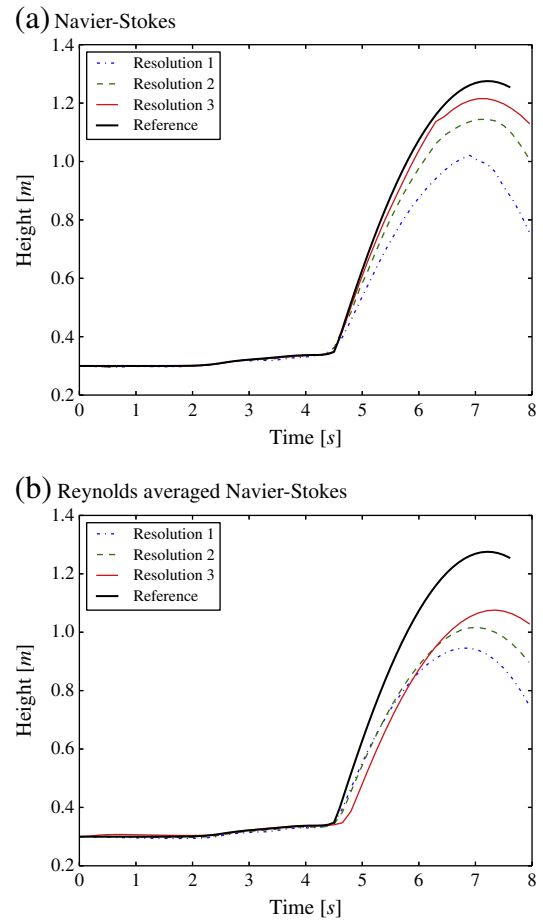 (a) Navier-Stokes
1.4
Resolution 1
Resolution 2
Resolution 3
Reference
1.2
1.0
0.8
0.6
0.4
0.2
Height [m]
0 1 2 3 4 5 6 7 8
Time [s]
(b) Reynolds averaged Navier-Stokes
1.4
Resolution 1
Resolution 2
Resolution 3
Reference
1.2
1.0
0.8
0.6
0.4
0.2
Height [m]
0 1 2 3 4 5 6 7 8
Time [s]